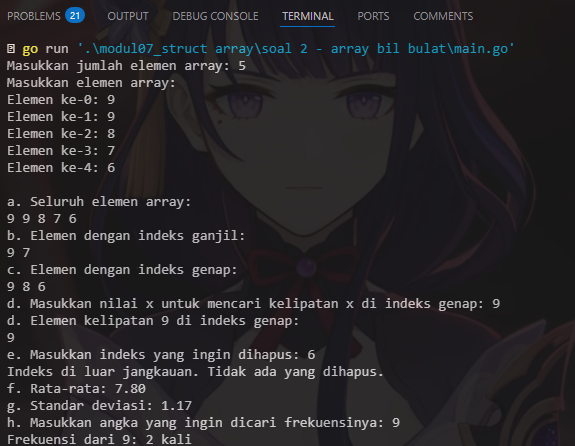 PROBLEMS 21 OUTPUT DEBUG CONSOLE TERMINAL PORTS COMMENTS
go run '.\modul07_struct array\soal 2 - array bil bulat\main.go'
Masukkan jumlah elemen array: 5
Masukkan elemen array:
Elemen ke-0: 9
Elemen ke-1: 9
Elemen ke-2: 8
Elemen ke-3: 7
Elemen ke-4: 6
a. Seluruh elemen array:
9 9 8 7 6
b. Elemen dengan indeks ganjil:
9 7
c. Elemen dengan indeks genap:
9 8 6
d. Masukkan nilai x untuk mencari kelipatan x di indeks genap: 9
d. Elemen kelipatan 9 di indeks genap:
9
e. Masukkan indeks yang ingin dihapus: 6
Indeks di luar jangkauan. Tidak ada yang dihapus.
f. Rata-rata: 7.80
g. Standar deviasi: 1.17
h. Masukkan angka yang ingin dicari frekuensinya: 9
Frekuensi dari 9: 2 kali